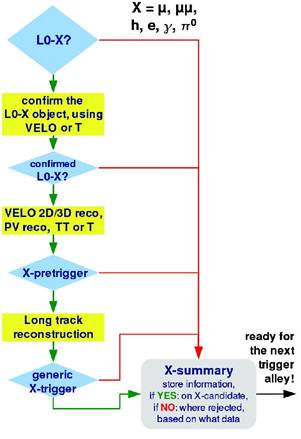 X = μ, μμ,
h, e, γ, π⁰
L0-X?
confirm the
L0-X object, using
VELO or T
confirmed
L0-X?
VELO 2D/3D reco,
PV reco, TT or T
X-pretrigger
Long track
reconstruction
generic
X-trigger
X-summary
store information,
if YES: on X-candidate,
if NO: where rejected,
based on what data
ready for
the next
trigger
alley!